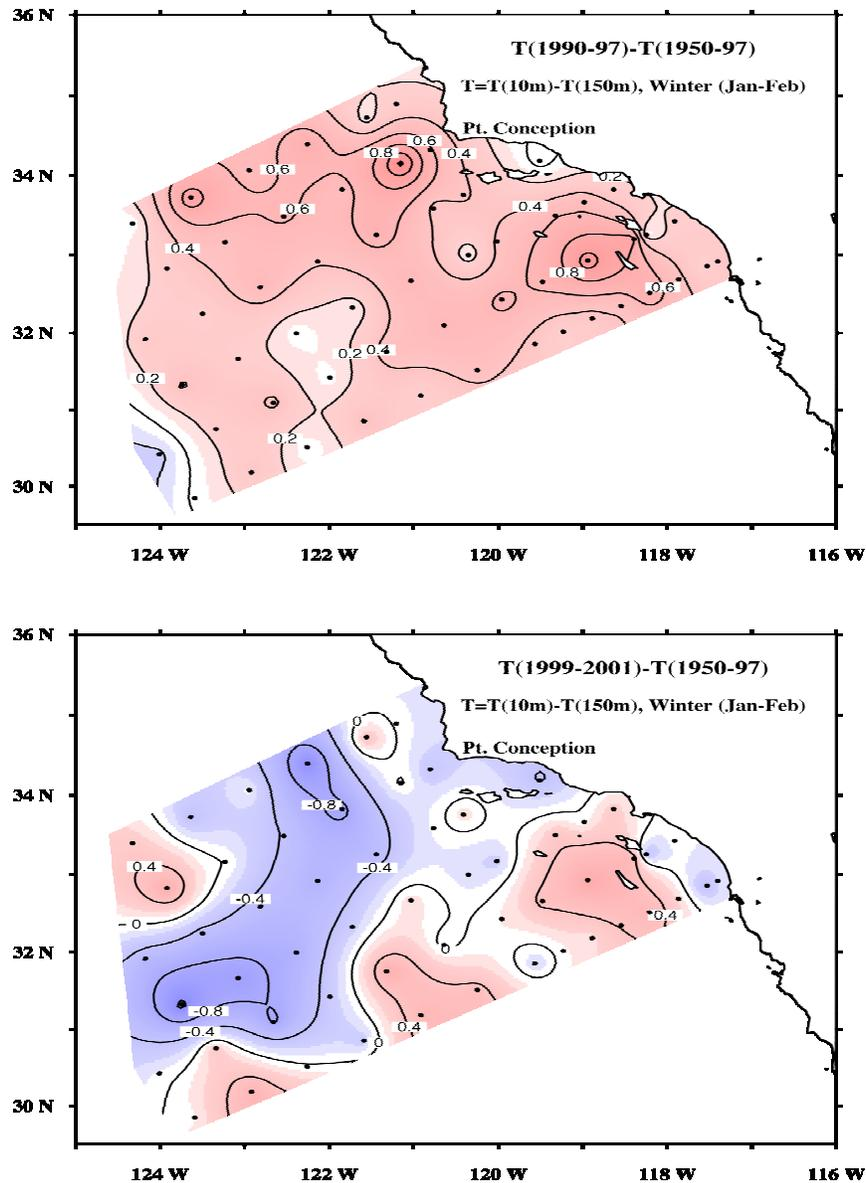 36 N
T(1990-97)-T(1950-97)
T=T(10m)-T(150m), Winter (Jan-Feb)
Pt. Conception
0.6
0.8
0.4
34 N
0.6
0.2
0.6
0.4
0.4
0.8
0.6
32 N
0.2
0.4
0.2
0.2
30 N
124 W 122 W 120 W 118 W 116 W
36 N
T(1999-2001)-T(1950-97)
T=T(10m)-T(150m), Winter (Jan-Feb)
0
Pt. Conception
34 N
-0.8
0.4
-0.4
-0.4
0.4
0
32 N
0
-0.8
0.4
-0.4
0
30 N
124 W 122 W 120 W 118 W 116 W